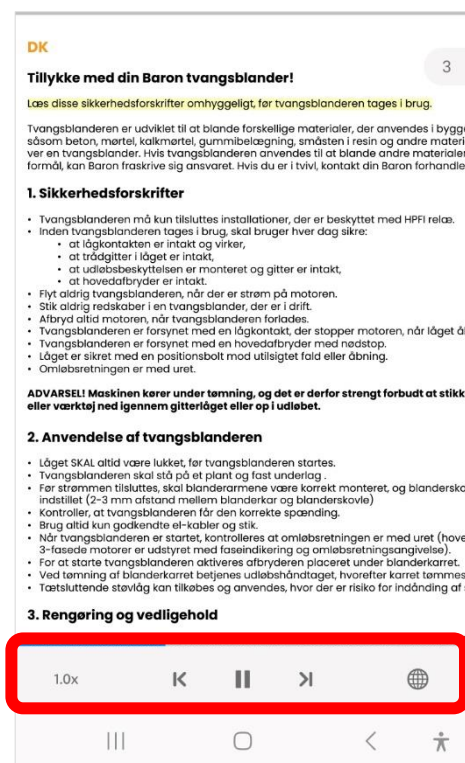 DK
3
Tillykke med din Baron tvangsblander!
Læs disse sikkerhedsforskrifter omhyggeligt, før tvangsblanderen tages i brug.
Tvangsblanderen er udviklet til at blande forskellige materialer, der anvendes i bygge
såsom beton, mørtel, kalkmørtel, gummibelægning, småsten i resin og andre materi
ver en tvangsblander. Hvis tvangsblanderen anvendes til at blande andre materialer
formål, kan Baron fraskrive sig ansvaret. Hvis du er i tvivl, kontakt din Baron forhandle
1. Sikkerhedsforskrifter
• Tvangsblanderen må kun tilsluttes installationer, der er beskyttet med HPFI relæ.
• Inden tvangsblanderen tages i brug, skal bruger hver dag sikre:
• at lågkontakten er intakt og virker,
• at trådgitter i låget er intakt,
• at udløbsbeskyttelsen er monteret og gitter er intakt,
• at hovedafbryder er intakt.
• Flyt aldrig tvangsblanderen, når der er strøm på motoren.
• Stik aldrig redskaber i en tvangsblander, der er i drift.
• Afbryd altid motoren, når tvangsblanderen forlades.
• Tvangsblanderen er forsynet med en lågkontakt, der stopper motoren, når låget åb
• Tvangsblanderen er forsynet med en hovedafbryder med nødstop.
• Låget er sikret med en positionsbolt mod utilsigtet fald eller åbning.
• Omløbsretningen er med uret.
ADVARSEL! Maskinen kører under tømning, og det er derfor strengt forbudt at stikk
eller værktøj ned igennem gitterlåget eller op i udløbet.
2. Anvendelse af tvangsblanderen
• Låget SKAL altid være lukket, før tvangsblanderen startes.
• Tvangsblanderen skal stå på et plant og fast underlag .
• Før strømmen tilsluttes, skal blanderarmene være korrekt monteret, og blanderska
indstillet (2-3 mm afstand mellem blanderkar og blanderskovle)
• Kontroller, at tvangsblanderen får den korrekte spænding.
• Brug altid kun godkendte el-kabler og stik.
• Når tvangsblanderen er startet, kontrolleres at omløbsretningen er med uret (hove
3-fasede motorer er udstyret med faseindikering og omløbsretningsangivelse).
• For at starte tvangsblanderen aktiveres afbryderen placeret under blanderkarret.
• Ved tømning af blanderkarret betjenes udløbshåndtaget, hvorefter karret tømmes
• Tætsluttende støvlåg kan tilkøbes og anvendes, hvor der er risiko for indånding af s
3. Rengøring og vedligehold
1.0x